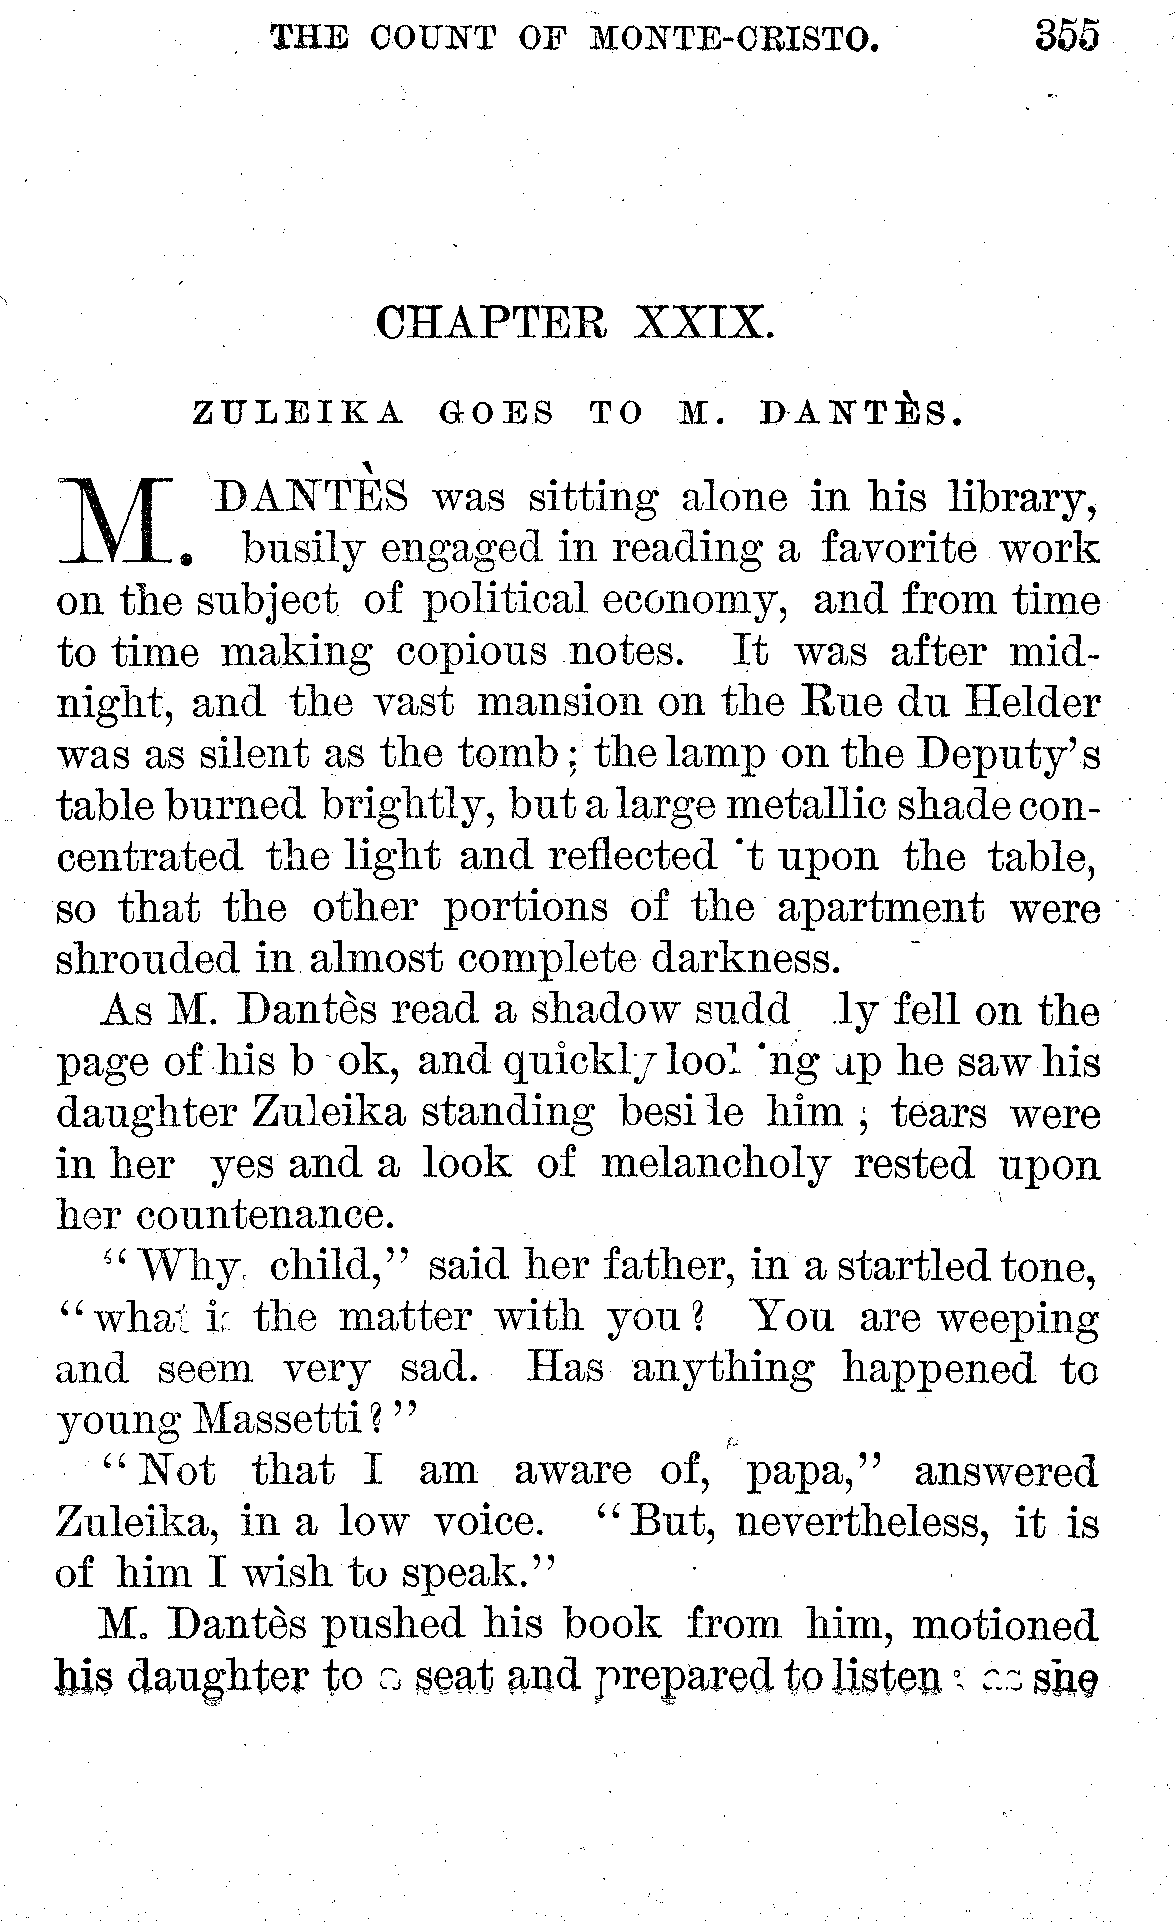 THE COUNT OF MONTE-CRISTO. 355
CHAPTER XXIX.
ZULEIKA GOES TO M. DANTÈS.
M. DANTÈS was sitting alone in his library,
busily engaged in reading a favorite work
on the subject of political economy, and from time
to time making copious notes. It was after mid-
night, and the vast mansion on the Rue du Helder
was as silent as the tomb; the lamp on the Deputy's
table burned brightly, but a large metallic shade con-
centrated the light and reflected it upon the table,
so that the other portions of the apartment were
shrouded in almost complete darkness.
As M. Dantès read a shadow suddenly fell on the
page of his book, and quickly looking up he saw his
daughter Zuleika standing beside him; tears were
in her eyes and a look of melancholy rested upon
her countenance.
"Why, child," said her father, in a startled tone,
"what is the matter with you? You are weeping
and seem very sad. Has anything happened to
young Massetti?"
"Not that I am aware of, papa," answered
Zuleika, in a low voice. "But, nevertheless, it is
of him I wish to speak."
M. Dantès pushed his book from him, motioned
his daughter to a seat and prepared to listen; as she